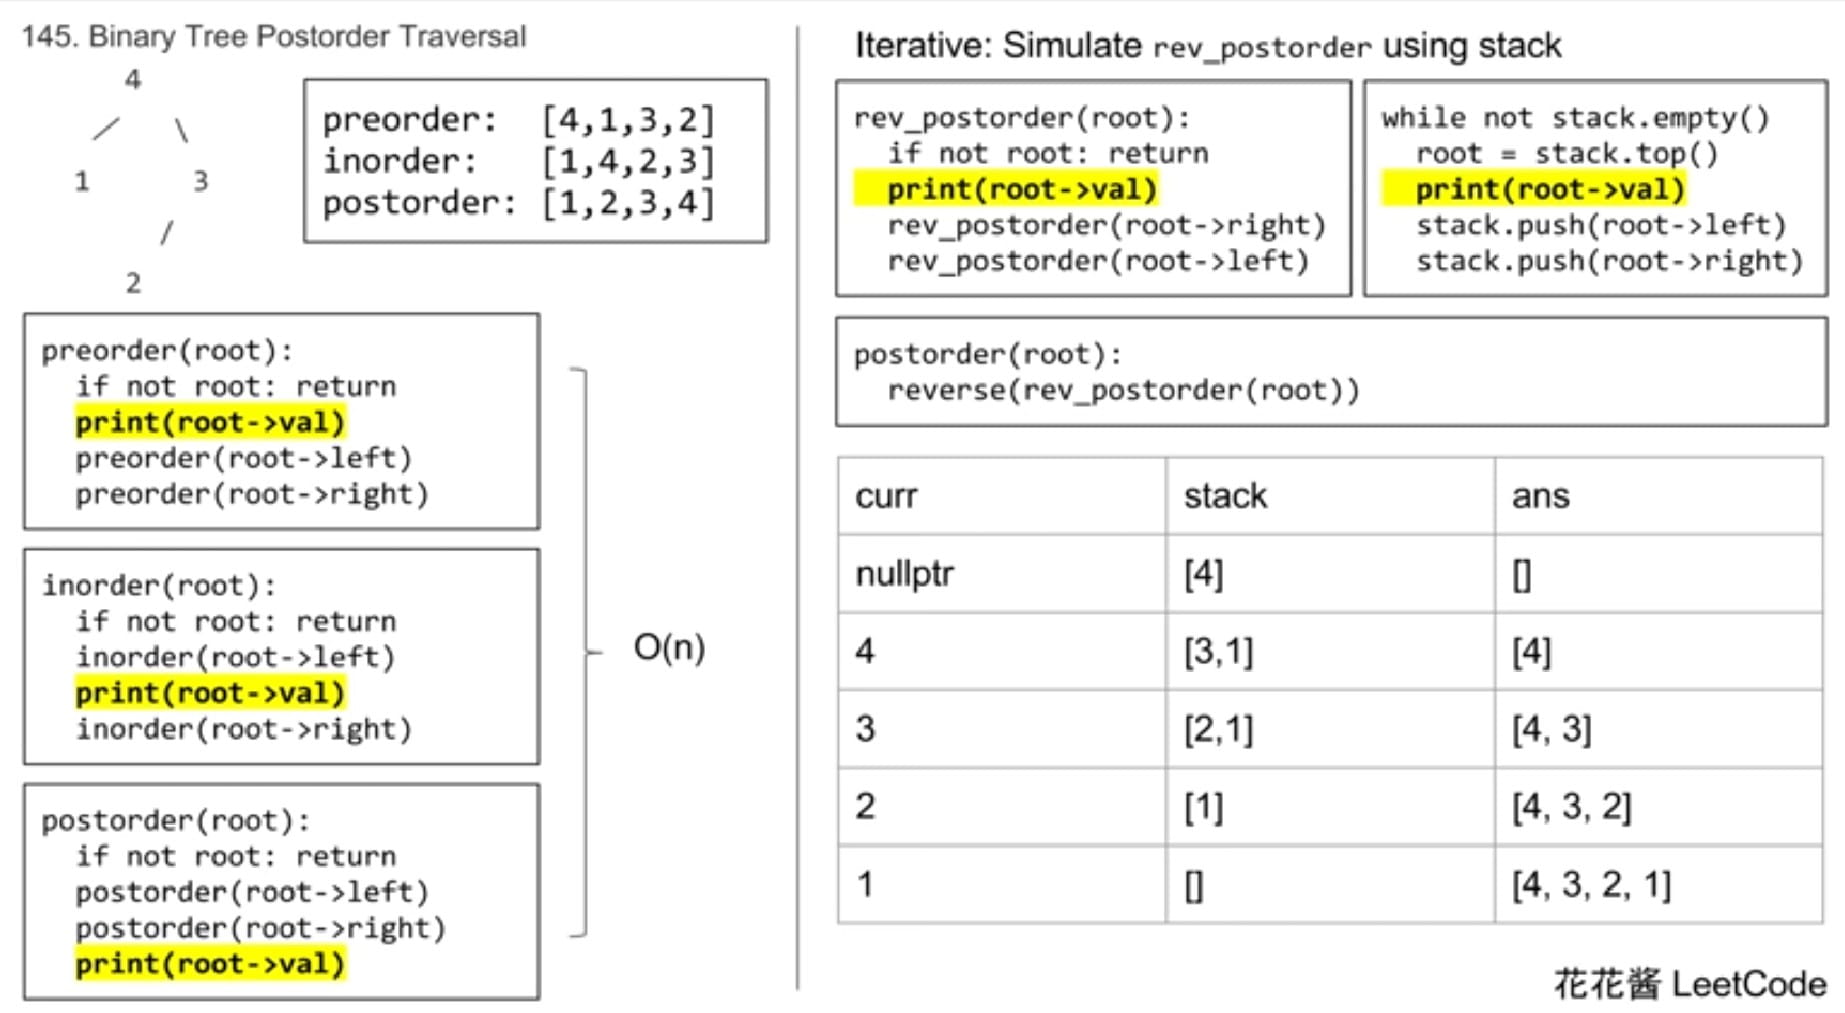 145. Binary Tree Postorder Traversal
4
1 3
2
preorder: [4,1,3,2]
inorder: [1,4,2,3]
postorder: [1,2,3,4]
preorder(root):
if not root: return
print(root->val)
preorder(root->left)
preorder(root->right)
inorder(root):
if not root: return
inorder(root->left)
print(root->val)
inorder(root->right)
postorder(root):
if not root: return
postorder(root->left)
postorder(root->right)
print(root->val)
O(n)
Iterative: Simulate rev_postorder using stack
rev_postorder(root):
if not root: return
print(root->val)
rev_postorder(root->right)
rev_postorder(root->left)
while not stack.empty()
root = stack.top()
print(root->val)
stack.push(root->left)
stack.push(root->right)
postorder(root):
reverse(rev_postorder(root))
curr stack ans
nullptr [4] []
4 [3,1] [4]
3 [2,1] [4, 3]
2 [1] [4, 3, 2]
1 [] [4, 3, 2, 1]
花花酱 LeetCode